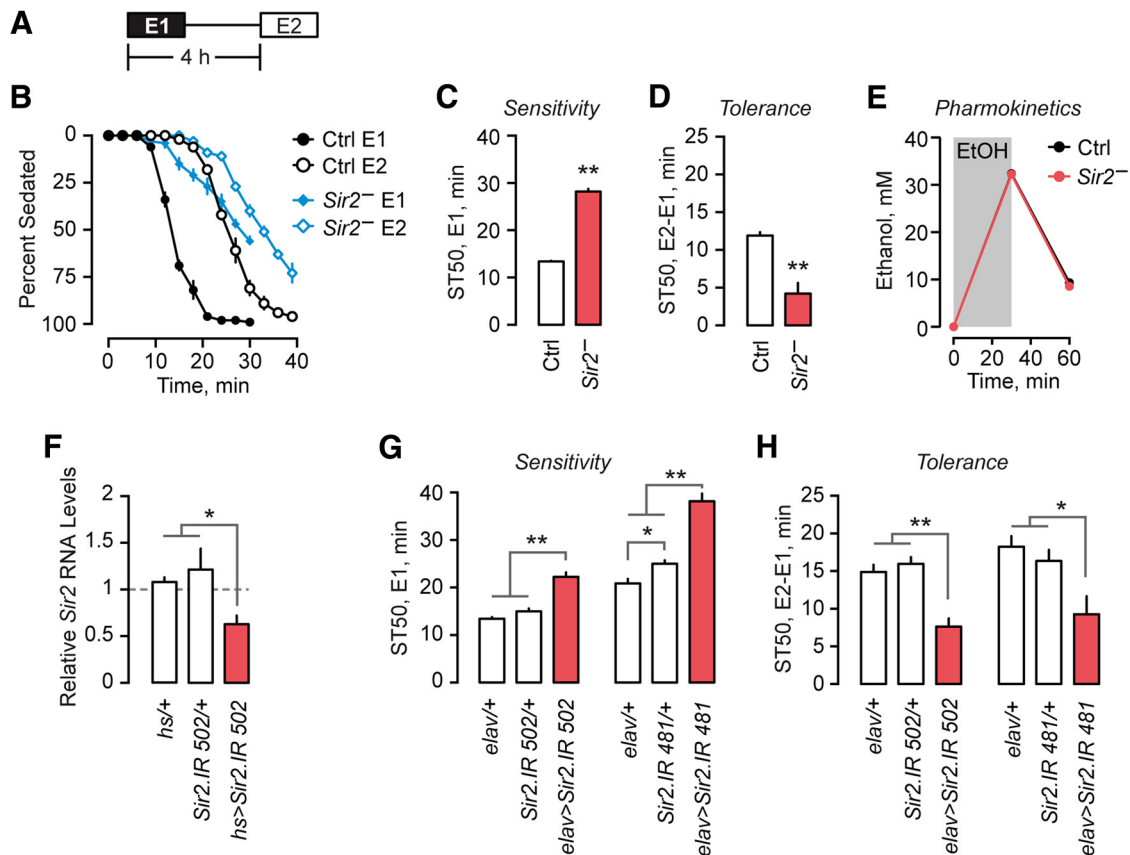 A
E1
E2
4 h
B
0
25
50
75
100
Percent Sedated
0
10
20
30
40
Time, min
Ctrl E1
Ctrl E2
Sir2⁻ E1
Sir2⁻ E2
C
Sensitivity
ST50, E1, min
40
30
20
10
0
**
Ctrl
Sir2⁻
D
Tolerance
ST50, E2-E1, min
25
20
15
10
5
0
**
Ctrl
Sir2⁻
E
Pharmokinetics
Ethanol, mM
40
30
20
10
0
EtOH
Ctrl
Sir2⁻
0
20
40
60
Time, min
F
Relative Sir2 RNA Levels
2
1.5
1
0.5
0
*
hs/+
Sir2.IR 502/+
hs>Sir2.IR 502
G
Sensitivity
ST50, E1, min
40
30
20
10
0
**
*
**
elav/+
Sir2.IR 502/+
elav>Sir2.IR 502
elav/+
Sir2.IR 481/+
elav>Sir2.IR 481
H
Tolerance
ST50, E2-E1, min
25
20
15
10
5
0
**
*
elav/+
Sir2.IR 502/+
elav>Sir2.IR 502
elav/+
Sir2.IR 481/+
elav>Sir2.IR 481